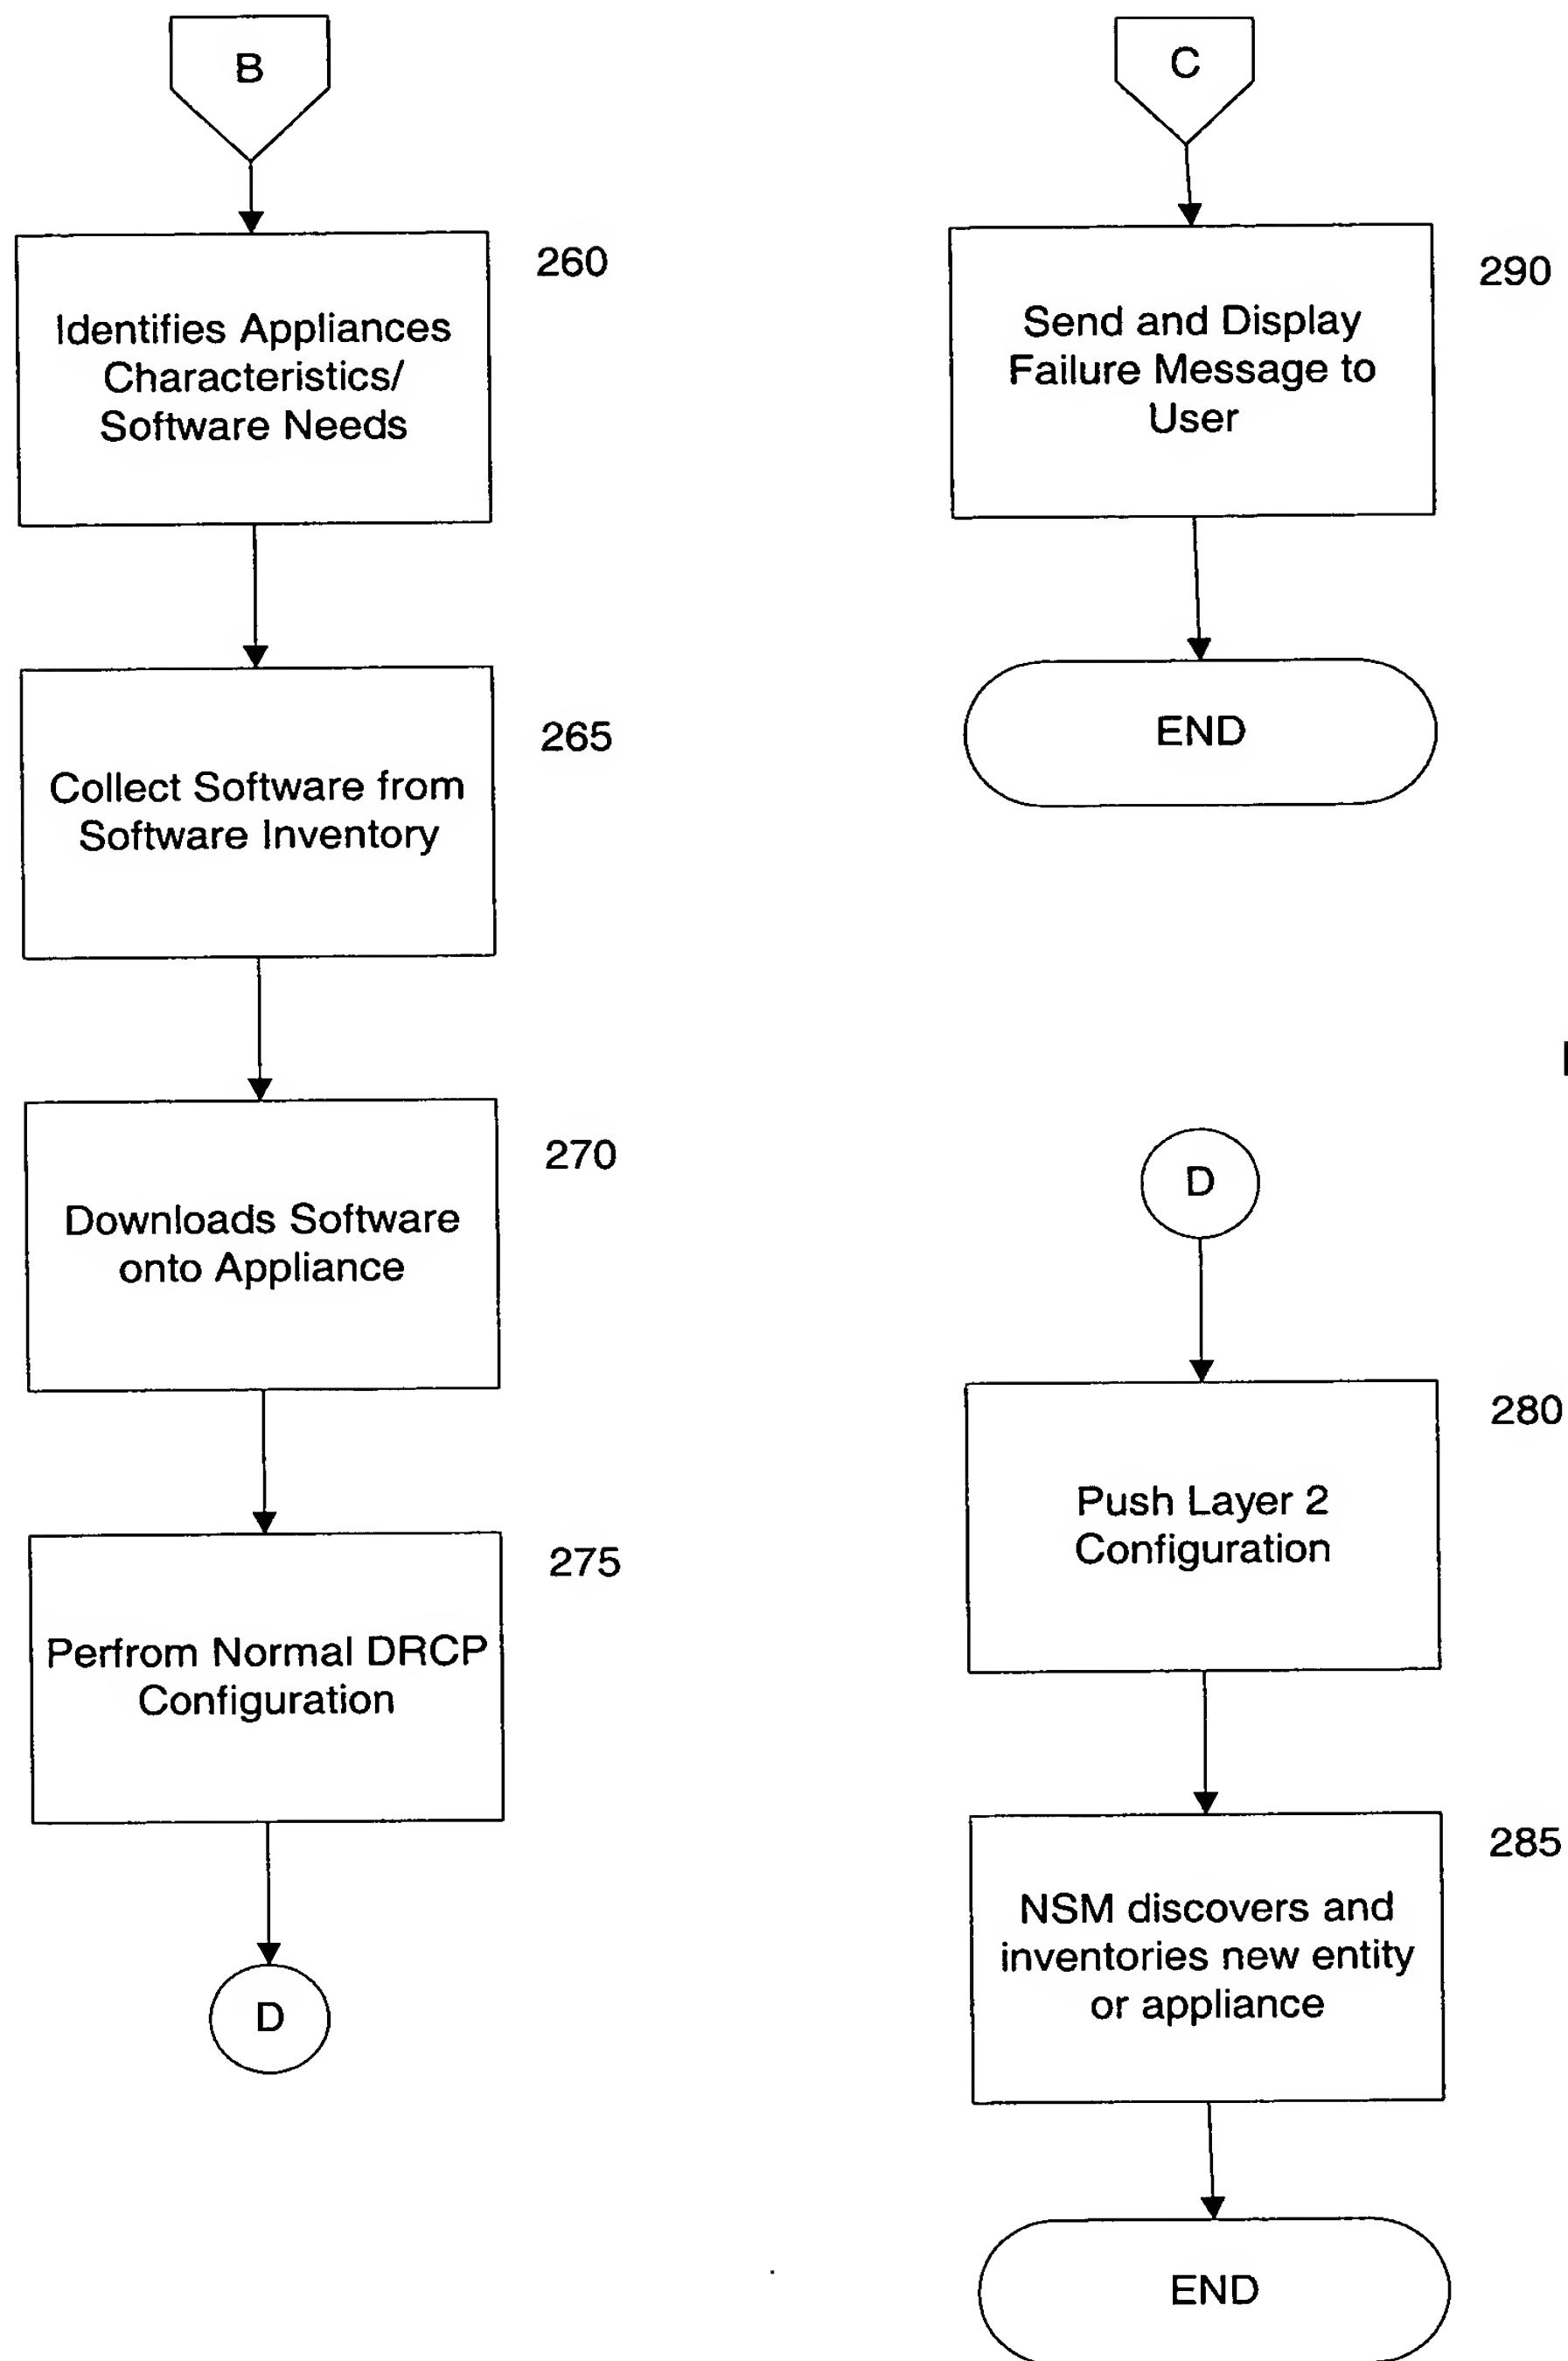 B
260
Identifies Appliances
Characteristics/
Software Needs
265
Collect Software from
Software Inventory
270
Downloads Software
onto Appliance
275
Perfrom Normal DRCP
Configuration
D
C
290
Send and Display
Failure Message to
User
END
D
280
Push Layer 2
Configuration
285
NSM discovers and
inventories new entity
or appliance
END